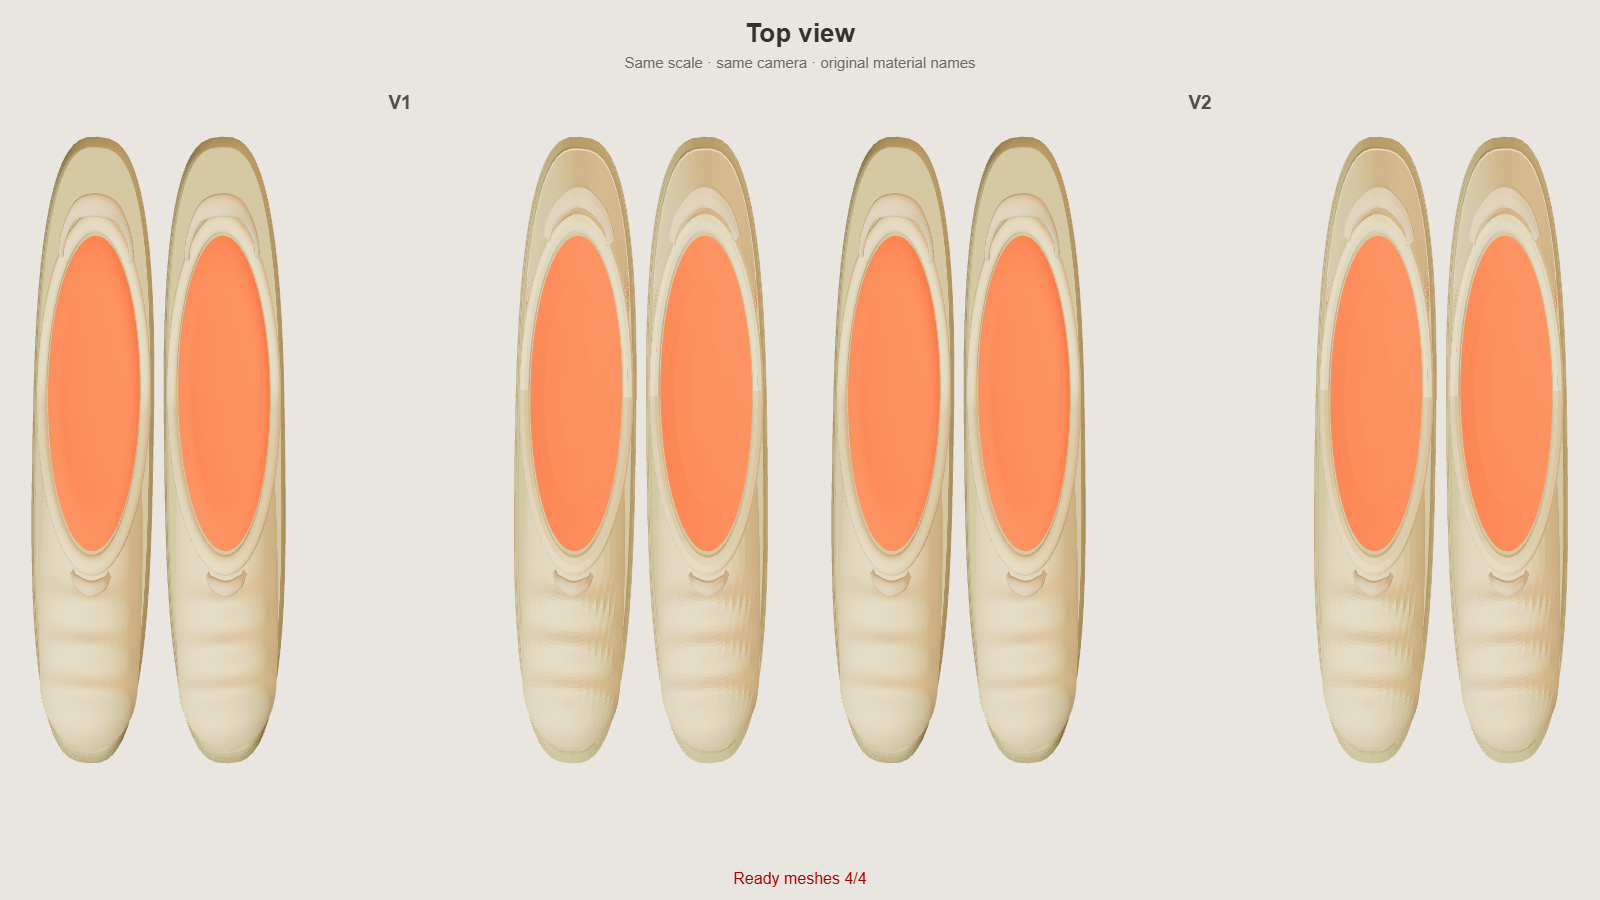 Top view
Same scale · same camera · original material names
V1
V2
Ready meshes 4/4